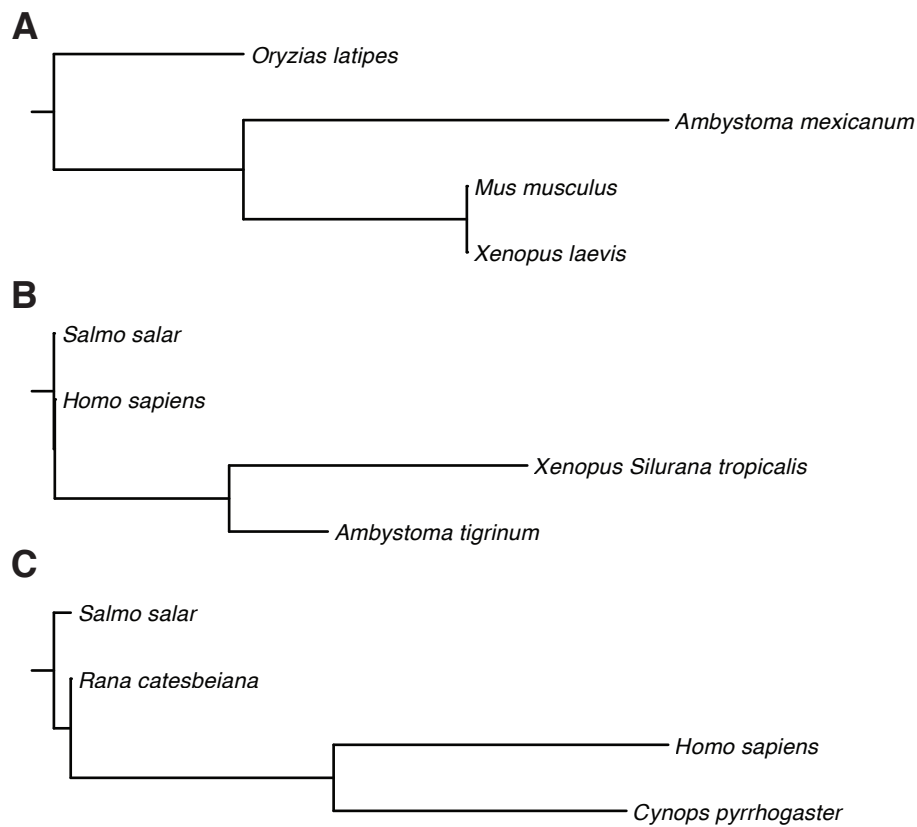 A
Oryzias latipes
Ambystoma mexicanum
Mus musculus
Xenopus laevis
B
Salmo salar
Homo sapiens
Xenopus Silurana tropicalis
Ambystoma tigrinum
C
Salmo salar
Rana catesbeiana
Homo sapiens
Cynops pyrrhogaster